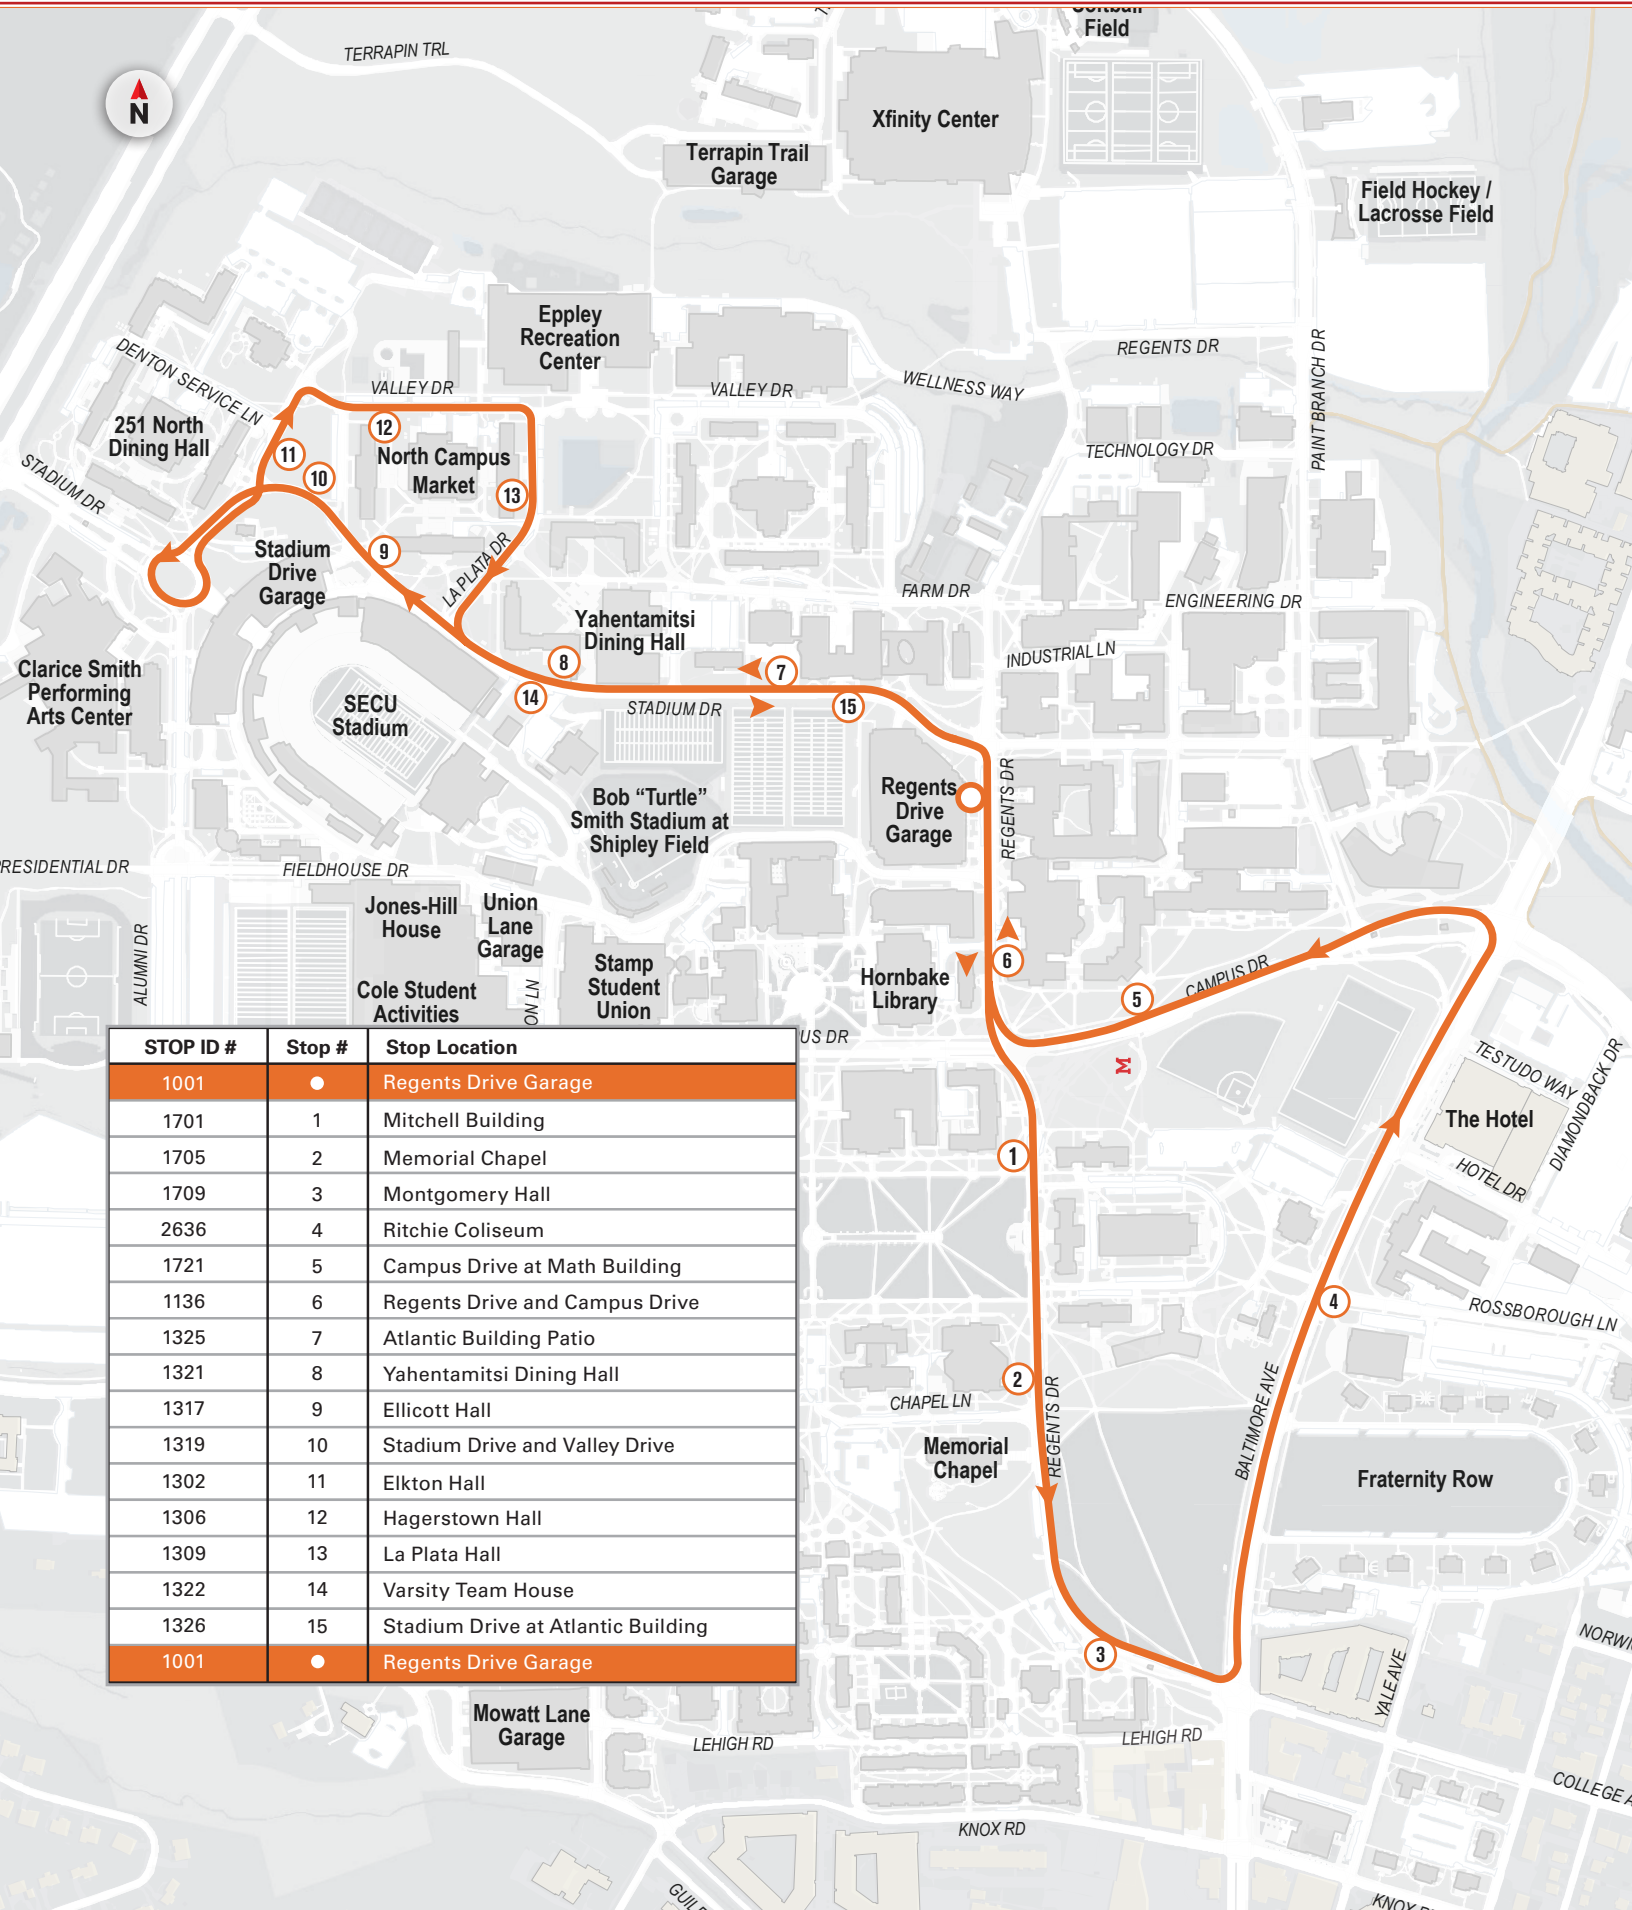 Softball
Field
TERRAPIN TRL
N
Xfinity Center
Terrapin Trail
Garage
Field Hockey /
Lacrosse Field
Eppley
Recreation
Center
DENTON SERVICE LN
VALLEY DR
VALLEY DR
WELLNESS WAY
REGENTS DR
PAINT BRANCH DR
251 North
Dining Hall
12
11
10
North Campus
Market
13
TECHNOLOGY DR
STADIUM DR
Stadium
Drive
Garage
9
LA PLATA DR
FARM DR
ENGINEERING DR
Yahentamitsi
Dining Hall
INDUSTRIAL LN
8
7
14
15
Clarice Smith
Performing
Arts Center
SECU
Stadium
STADIUM DR
Bob “Turtle”
Smith Stadium at
Shipley Field
Regents
Drive
Garage
REGENTS DR
RESIDENTIAL DR
FIELDHOUSE DR
ALUMNI DR
Jones-Hill
House
Union
Lane
Garage
Cole Student
Activities
ON LN
Stamp
Student
Union
Hornbake
Library
6
5
CAMPUS DR
US DR
M
TESTUDO WAY
DIAMONDBACK DR
The Hotel
HOTEL DR
1
4
ROSSBOROUGH LN
2
CHAPEL LN
REGENTS DR
BALTIMORE AVE
Memorial
Chapel
Fraternity Row
3
STOP ID # Stop # Stop Location
1001 Regents Drive Garage
1701 1 Mitchell Building
1705 2 Memorial Chapel
1709 3 Montgomery Hall
2636 4 Ritchie Coliseum
1721 5 Campus Drive at Math Building
1136 6 Regents Drive and Campus Drive
1325 7 Atlantic Building Patio
1321 8 Yahentamitsi Dining Hall
1317 9 Ellicott Hall
1319 10 Stadium Drive and Valley Drive
1302 11 Elkton Hall
1306 12 Hagerstown Hall
1309 13 La Plata Hall
1322 14 Varsity Team House
1326 15 Stadium Drive at Atlantic Building
1001 Regents Drive Garage
NORWI
YALE AVE
Mowatt Lane
Garage
LEHIGH RD
LEHIGH RD
COLLEGE A
KNOX RD
GUIL
KNOX R